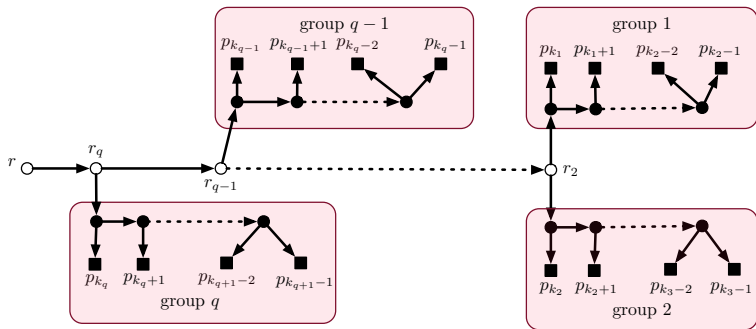 group q − 1
p_{k_{q−1}} p_{k_{q−1}+1} p_{k_q−2} p_{k_q−1}
group 1
p_{k_1} p_{k_1+1} p_{k_2−2} p_{k_2−1}
r r_q r_{q−1} r_2
p_{k_q} p_{k_q+1} p_{k_{q+1}−2} p_{k_{q+1}−1}
group q
p_{k_2} p_{k_2+1} p_{k_3−2} p_{k_3−1}
group 2